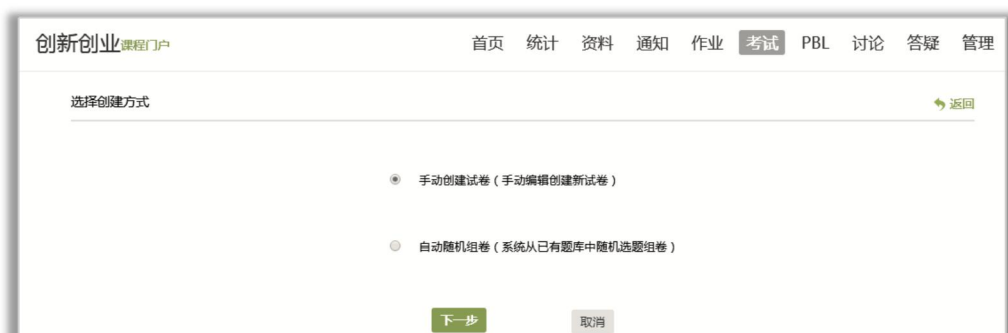 创新创业课程门户 首页 统计 资料 通知 作业 考试 PBL 讨论 答疑 管理
选择创建方式 返回
手动创建试卷（手动编辑创建新试卷）
自动随机组卷（系统从已有题库中随机选题组卷）
下一步 取消